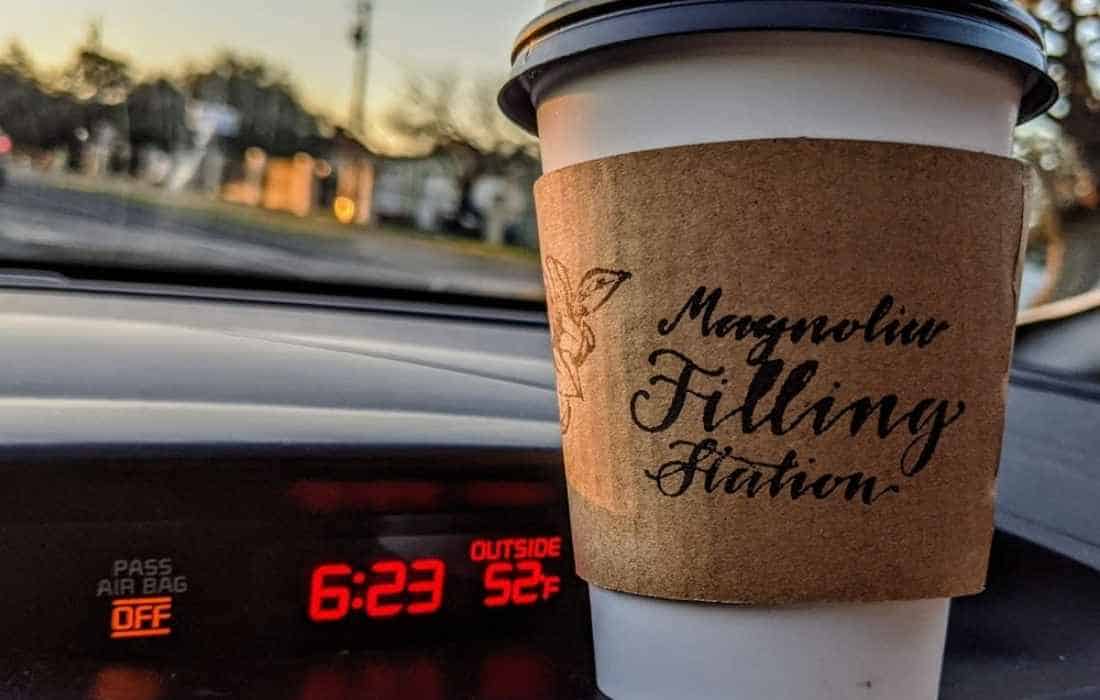 Magnolia
Filling
Station
PASS
AIR BAG
OFF
6:23
OUTSIDE
52°F